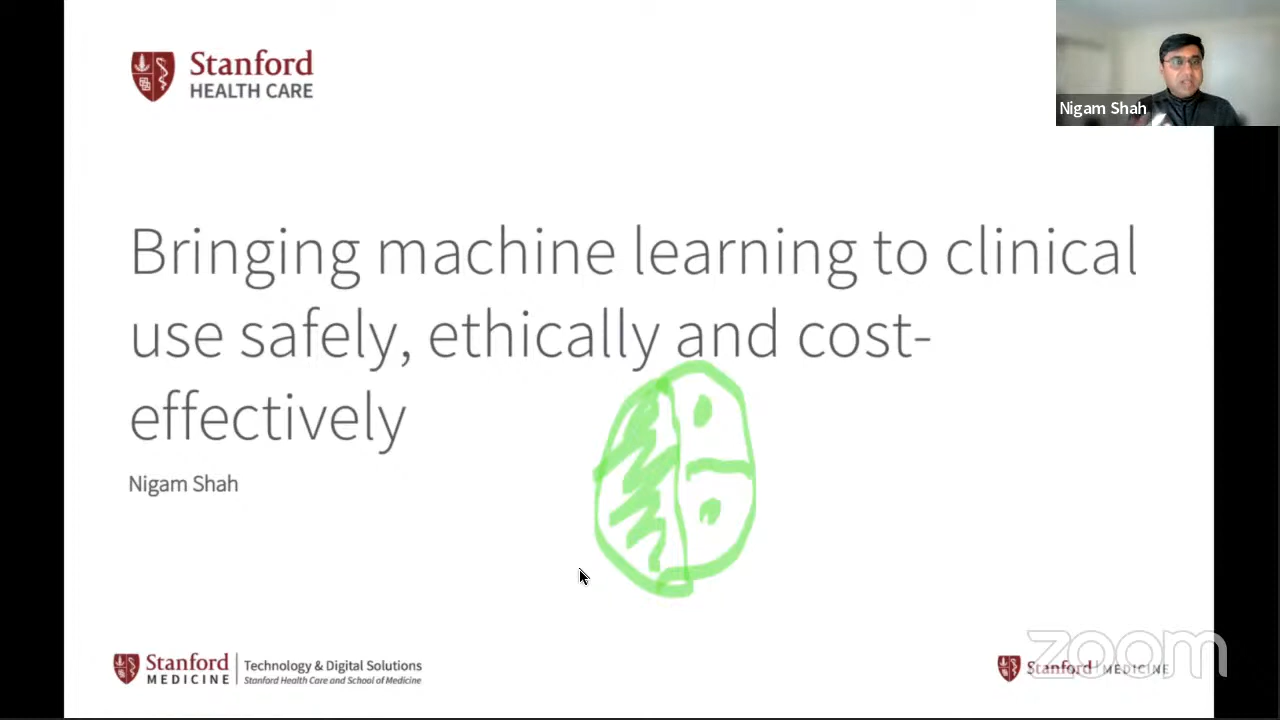 Stanford
HEALTH CARE
Nigam Shah
Bringing machine learning to clinical
use safely, ethically and cost-
effectively
Nigam Shah
Stanford
MEDICINE
Technology & Digital Solutions
Stanford Health Care and School of Medicine
Stanford MEDICINE
zoom